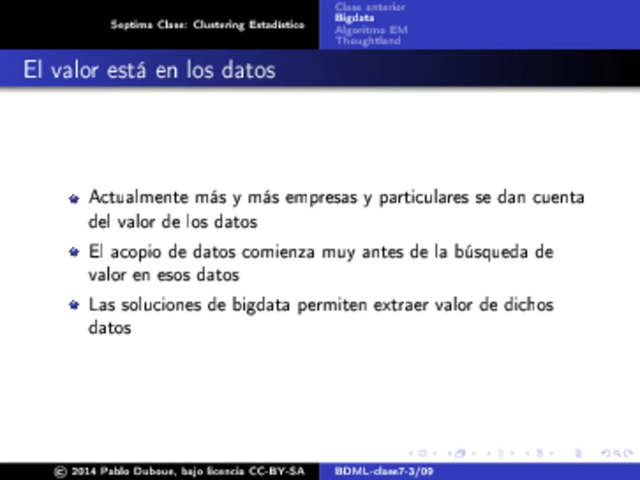 Septima Clase: Clustering Estadistico
Clase anterior
Bigdata
Algoritmo EM
Thoughtland
El valor está en los datos
Actualmente más y más empresas y particulares se dan cuenta
del valor de los datos
El acopio de datos comienza muy antes de la búsqueda de
valor en esos datos
Las soluciones de bigdata permiten extraer valor de dichos
datos
© 2014 Pablo Duboue, bajo licencia CC-BY-SA
BDML-clase7-3/09